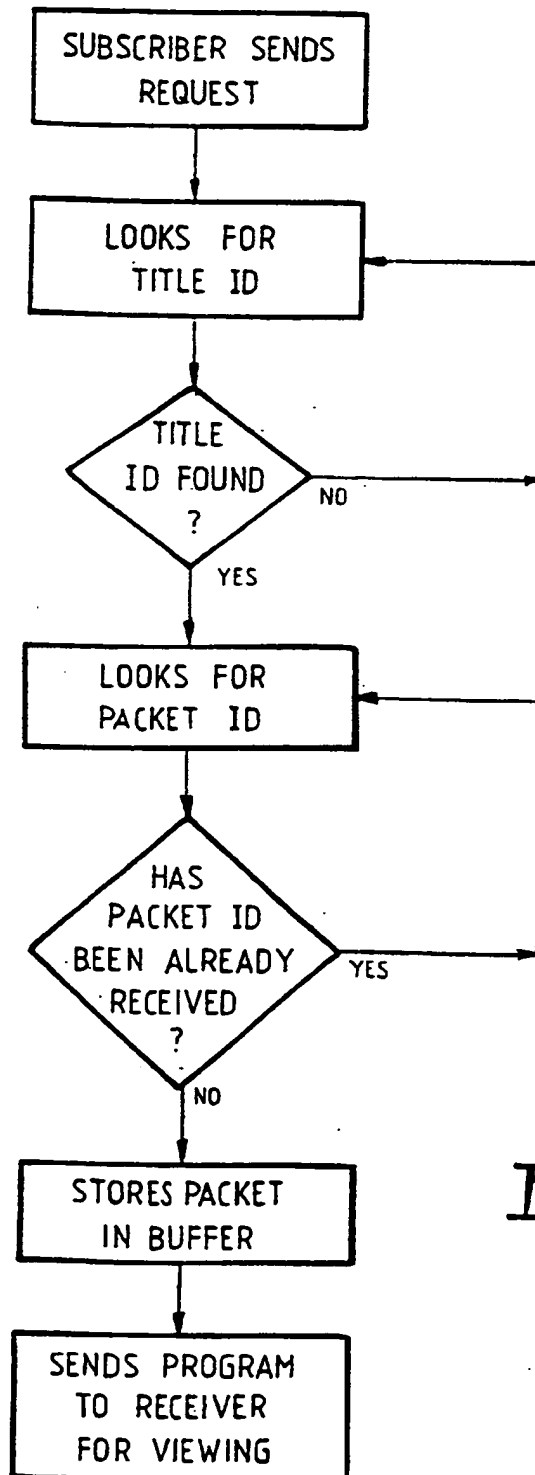 SUBSCRIBER SENDS
REQUEST
LOOKS FOR
TITLE ID
TITLE
ID FOUND
?
NO
YES
LOOKS FOR
PACKET ID
HAS
PACKET ID
BEEN ALREADY
RECEIVED
?
YES
NO
STORES PACKET
IN BUFFER
SENDS PROGRAM
TO RECEIVER
FOR VIEWING